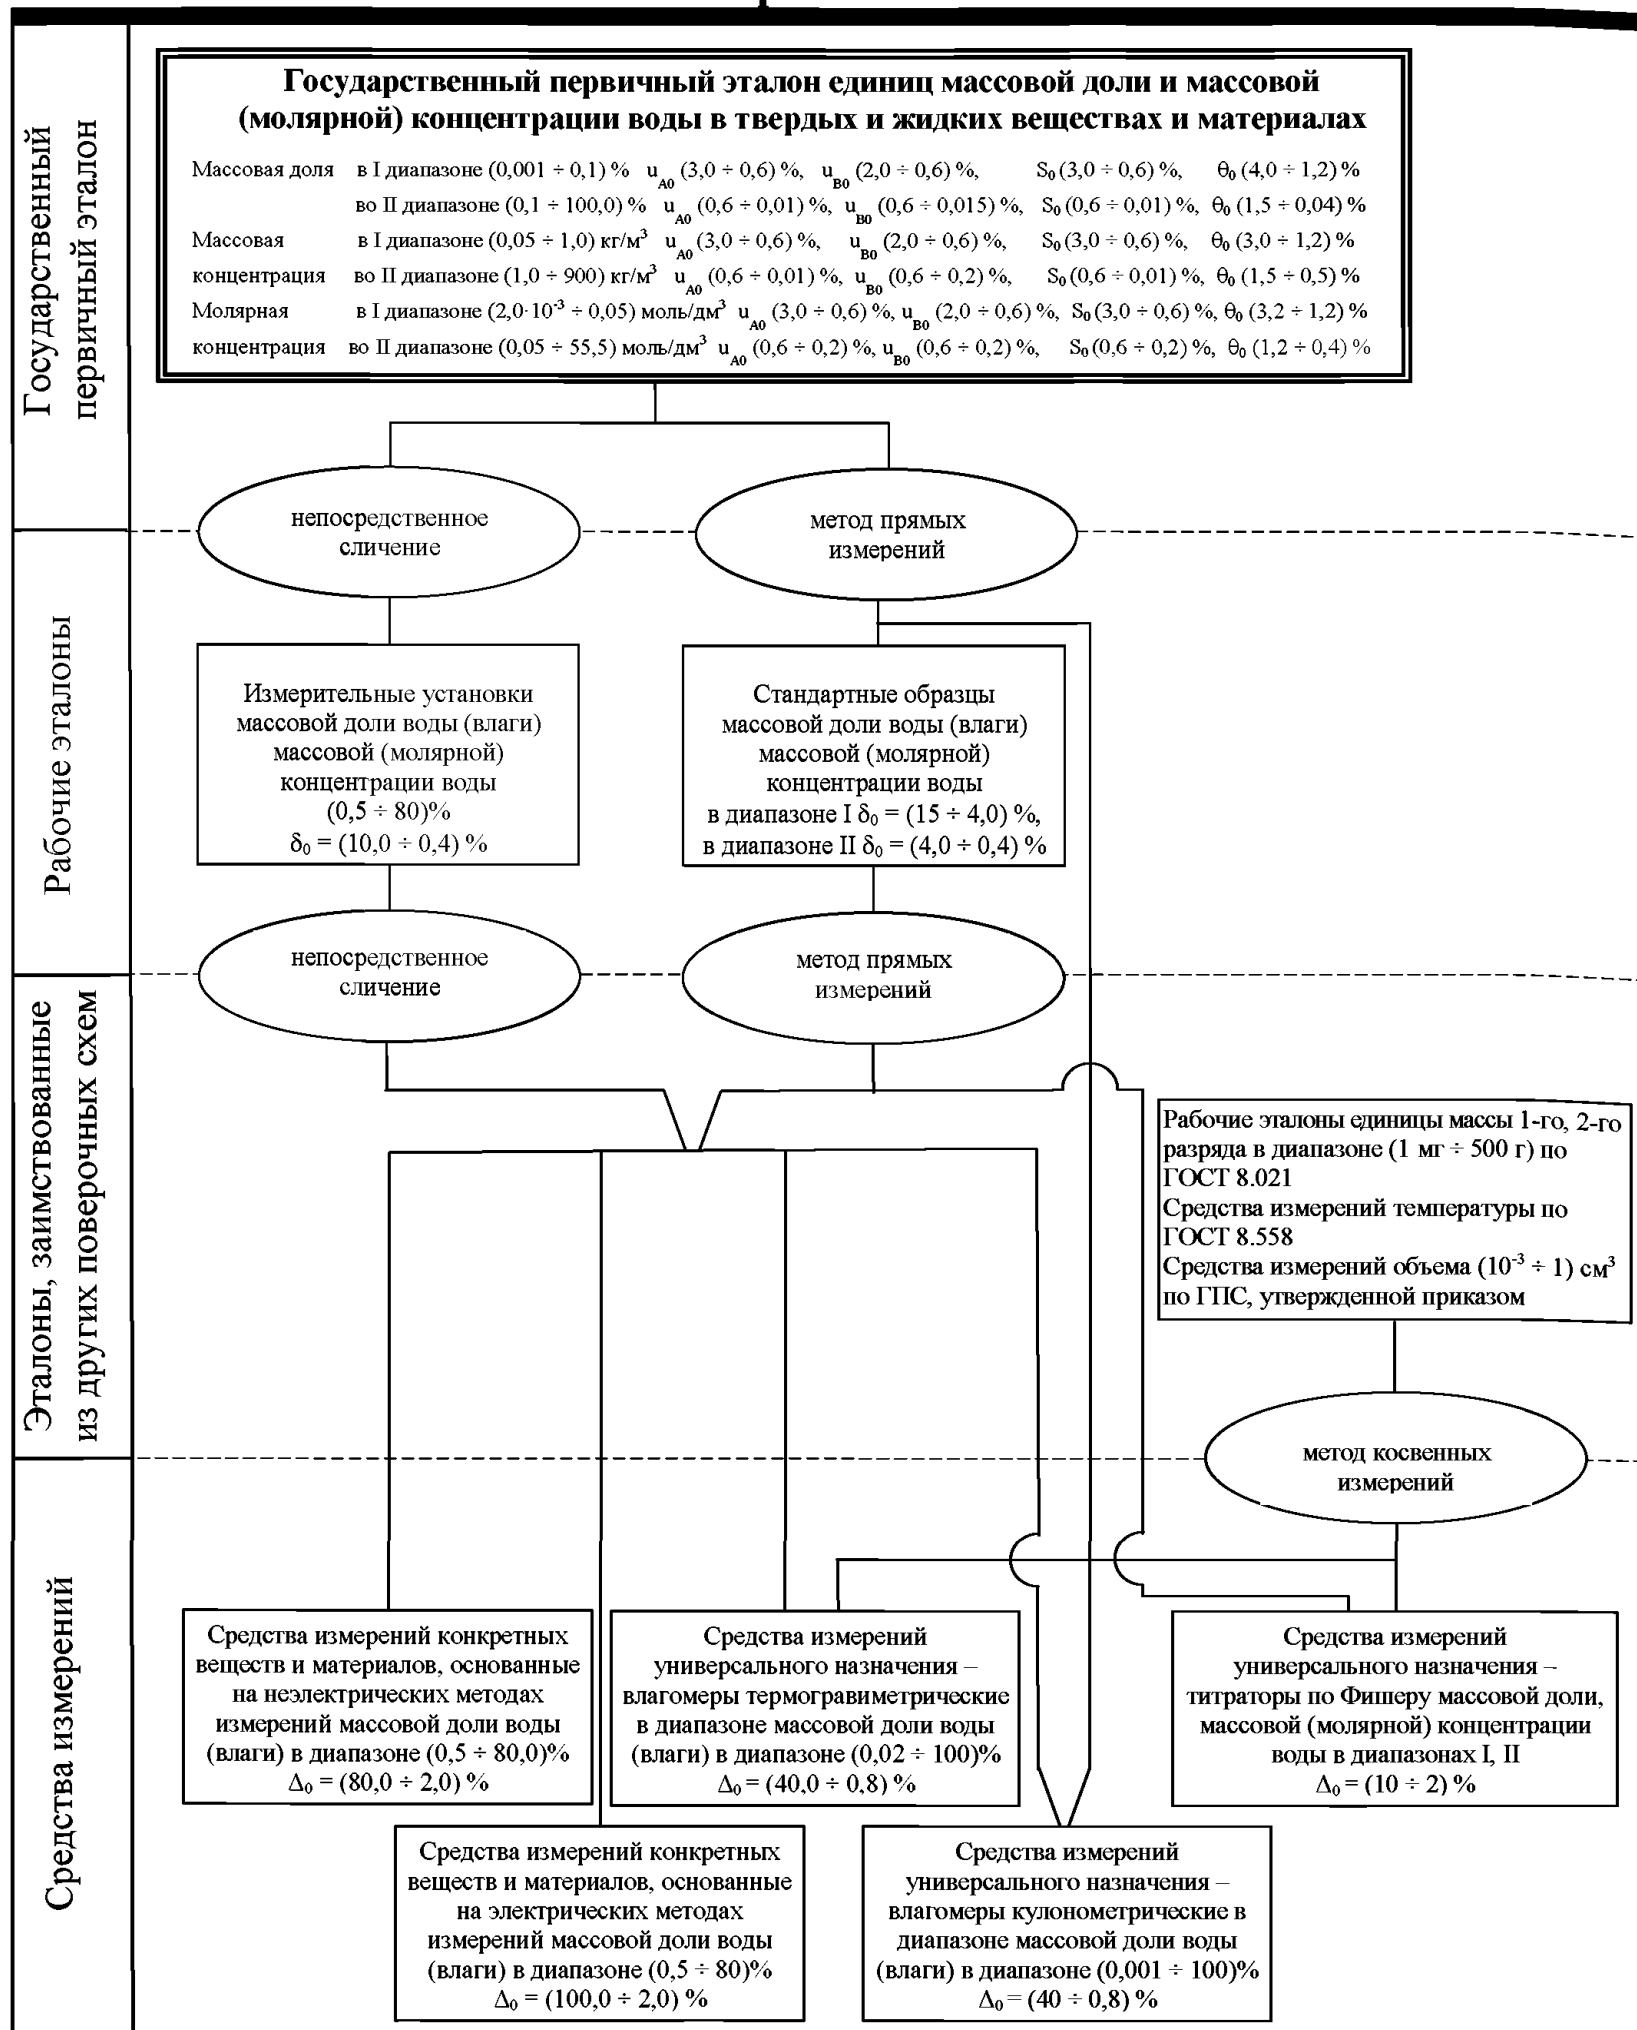 Государственный
первичный эталон
Государственный первичный эталон единиц массовой доли и массовой
(молярной) концентрации воды в твердых и жидких веществах и материалах
Массовая доля в I диапазоне (0,001 ÷ 0,1) % u_A0 (3,0 ÷ 0,6) %, u_B0 (2,0 ÷ 0,6) %, S₀ (3,0 ÷ 0,6) %, θ₀ (4,0 ÷ 1,2) %
во II диапазоне (0,1 ÷ 100,0) % u_A0 (0,6 ÷ 0,01) %, u_B0 (0,6 ÷ 0,015) %, S₀ (0,6 ÷ 0,01) %, θ₀ (1,5 ÷ 0,04) %
Массовая в I диапазоне (0,05 ÷ 1,0) кг/м³ u_A0 (3,0 ÷ 0,6) %, u_B0 (2,0 ÷ 0,6) %, S₀ (3,0 ÷ 0,6) %, θ₀ (3,0 ÷ 1,2) %
концентрация во II диапазоне (1,0 ÷ 900) кг/м³ u_A0 (0,6 ÷ 0,01) %, u_B0 (0,6 ÷ 0,2) %, S₀ (0,6 ÷ 0,01) %, θ₀ (1,5 ÷ 0,5) %
Молярная в I диапазоне (2,0·10⁻³ ÷ 0,05) моль/дм³ u_A0 (3,0 ÷ 0,6) %, u_B0 (2,0 ÷ 0,6) %, S₀ (3,0 ÷ 0,6) %, θ₀ (3,2 ÷ 1,2) %
концентрация во II диапазоне (0,05 ÷ 55,5) моль/дм³ u_A0 (0,6 ÷ 0,2) %, u_B0 (0,6 ÷ 0,2) %, S₀ (0,6 ÷ 0,2) %, θ₀ (1,2 ÷ 0,4) %
непосредственное
сличение
метод прямых
измерений
Рабочие эталоны
Измерительные установки
массовой доли воды (влаги)
массовой (молярной)
концентрации воды
(0,5 ÷ 80)%
δ₀ = (10,0 ÷ 0,4) %
Стандартные образцы
массовой доли воды (влаги)
массовой (молярной)
концентрации воды
в диапазоне I δ₀ = (15 ÷ 4,0) %,
в диапазоне II δ₀ = (4,0 ÷ 0,4) %
непосредственное
сличение
метод прямых
измерений
Эталоны, заимствованные
из других поверочных схем
Рабочие эталоны единицы массы 1-го, 2-го
разряда в диапазоне (1 мг ÷ 500 г) по
ГОСТ 8.021
Средства измерений температуры по
ГОСТ 8.558
Средства измерений объема (10⁻³ ÷ 1) см³
по ГПС, утвержденной приказом
метод косвенных
измерений
Средства измерений
Средства измерений конкретных
веществ и материалов, основанные
на неэлектрических методах
измерений массовой доли воды
(влаги) в диапазоне (0,5 ÷ 80,0)%
Δ₀ = (80,0 ÷ 2,0) %
Средства измерений
универсального назначения –
влагомеры термогравиметрические
в диапазоне массовой доли воды
(влаги) в диапазоне (0,02 ÷ 100)%
Δ₀ = (40,0 ÷ 0,8) %
Средства измерений
универсального назначения –
титраторы по Фишеру массовой доли,
массовой (молярной) концентрации
воды в диапазонах I, II
Δ₀ = (10 ÷ 2) %
Средства измерений конкретных
веществ и материалов, основанные
на электрических методах
измерений массовой доли воды
(влаги) в диапазоне (0,5 ÷ 80)%
Δ₀ = (100,0 ÷ 2,0) %
Средства измерений
универсального назначения –
влагомеры кулонометрические в
диапазоне массовой доли воды
(влаги) в диапазоне (0,001 ÷ 100)%
Δ₀ = (40 ÷ 0,8) %